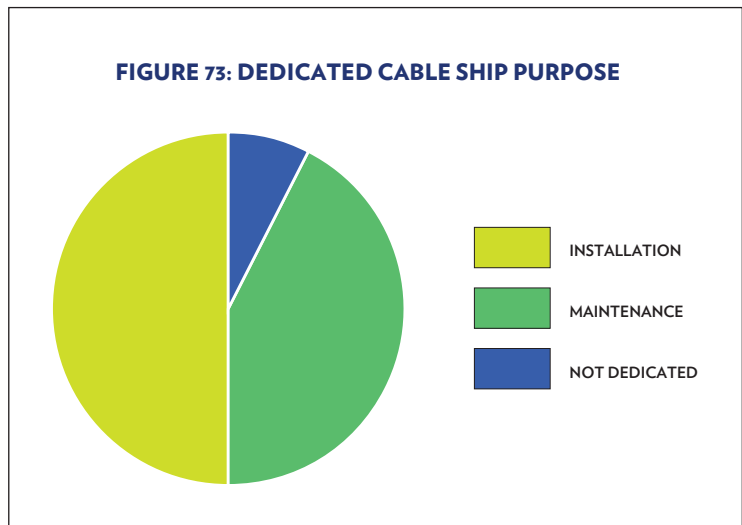 FIGURE 73: DEDICATED CABLE SHIP PURPOSE
INSTALLATION
MAINTENANCE
NOT DEDICATED